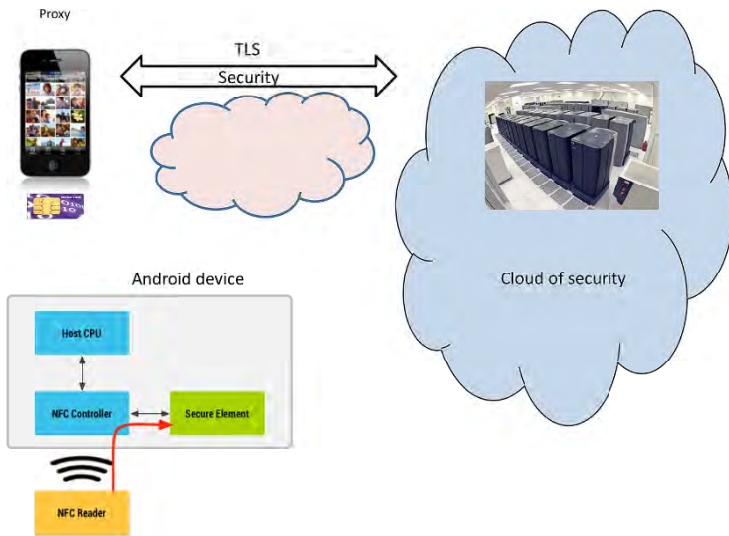 Proxy
TLS
Security
Cloud of security
Android device
Host CPU
NFC Controller
Secure Element
NFC Reader